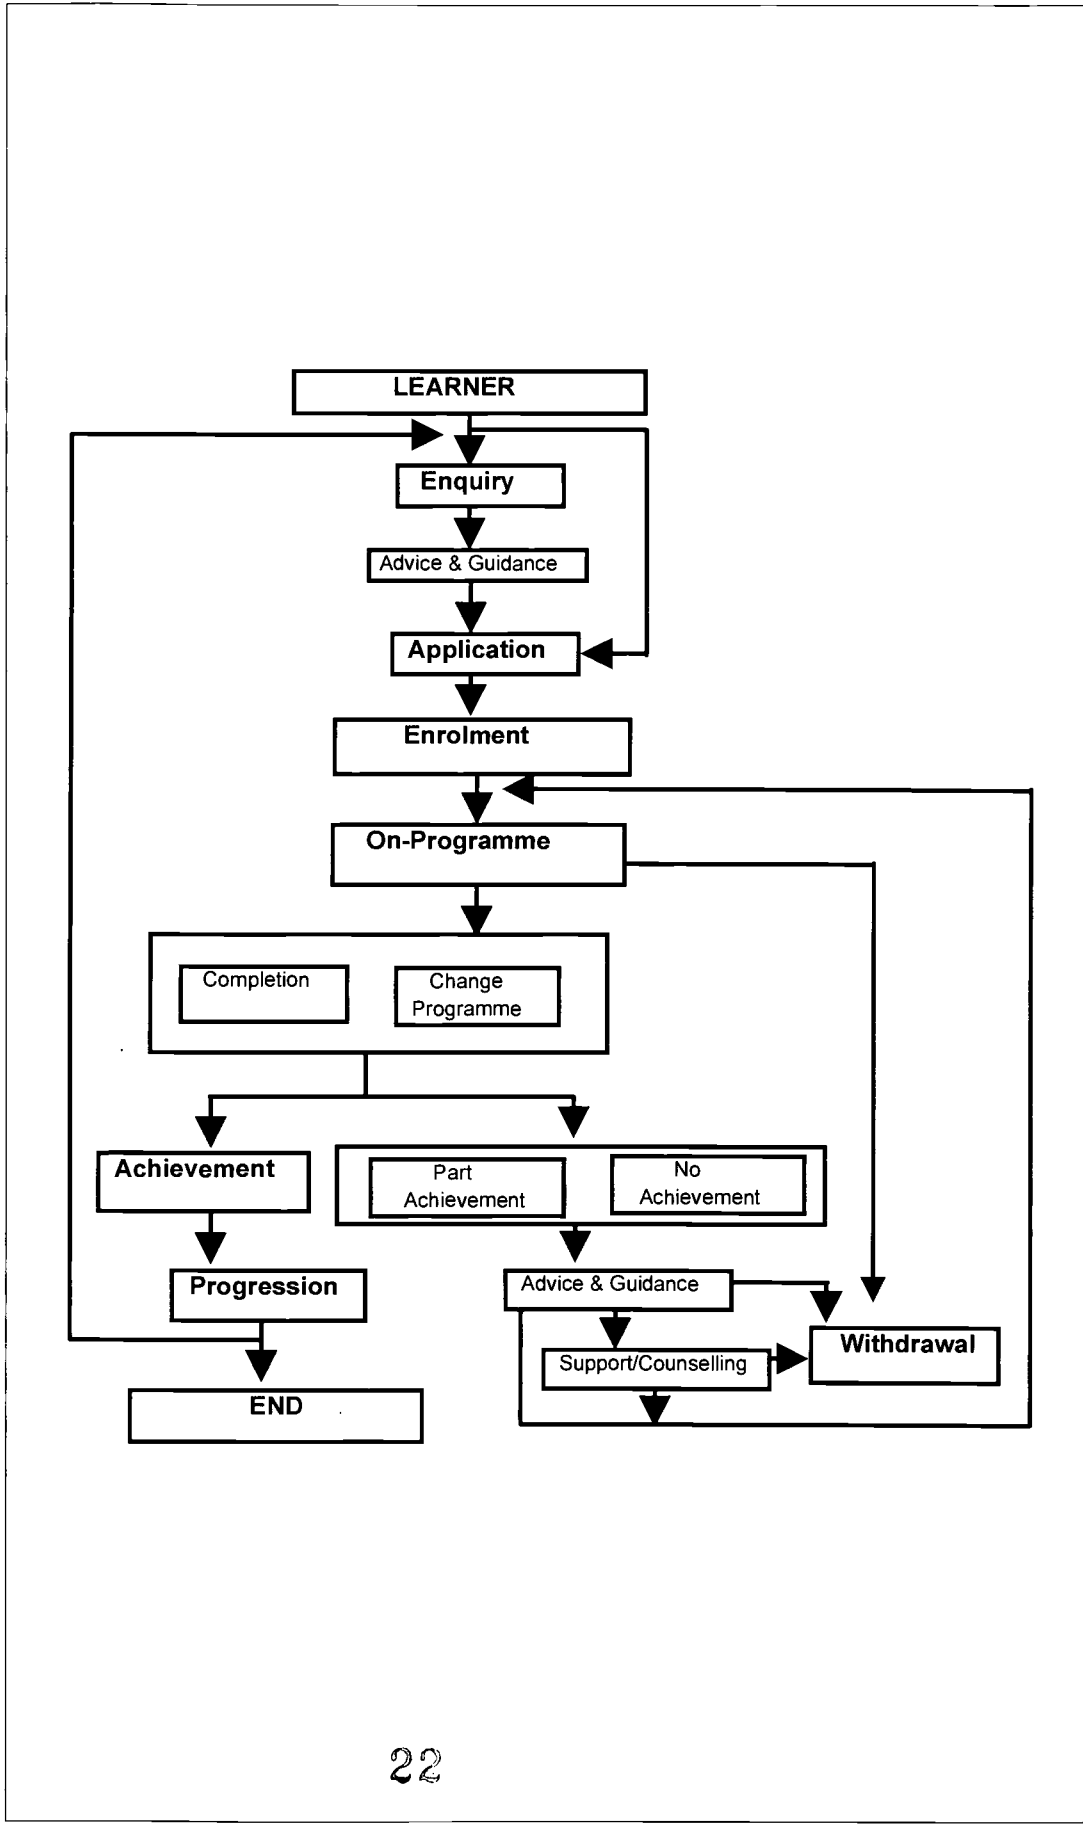 LEARNER
Enquiry
Advice & Guidance
Application
Enrolment
On-Programme
Completion
Change
Programme
Achievement
Part
Achievement
No
Achievement
Progression
Advice & Guidance
Withdrawal
Support/Counselling
END
22